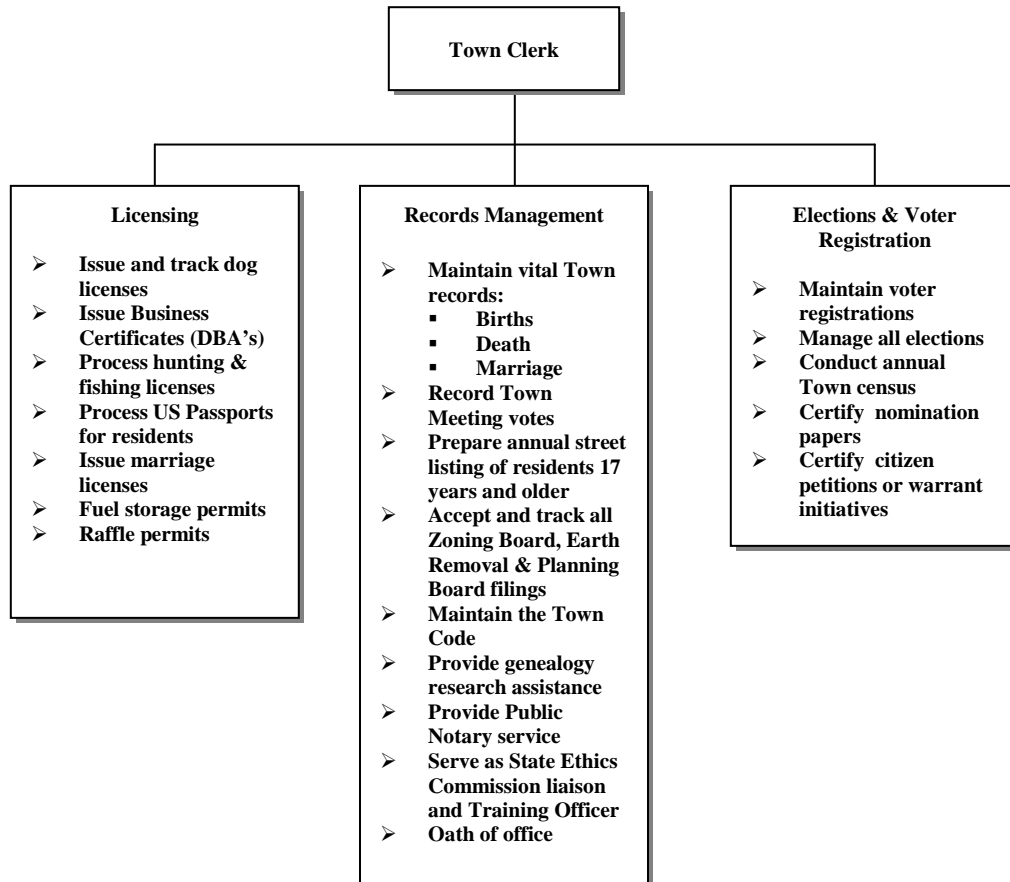 Town Clerk
Licensing
➢ Issue and track dog
licenses
➢ Issue Business
Certificates (DBA’s)
➢ Process hunting &
fishing licenses
➢ Process US Passports
for residents
➢ Issue marriage
licenses
➢ Fuel storage permits
➢ Raffle permits
Records Management
➢ Maintain vital Town
records:
▪ Births
▪ Death
▪ Marriage
➢ Record Town
Meeting votes
➢ Prepare annual street
listing of residents 17
years and older
➢ Accept and track all
Zoning Board, Earth
Removal & Planning
Board filings
➢ Maintain the Town
Code
➢ Provide genealogy
research assistance
➢ Provide Public
Notary service
➢ Serve as State Ethics
Commission liaison
and Training Officer
➢ Oath of office
Elections & Voter
Registration
➢ Maintain voter
registrations
➢ Manage all elections
➢ Conduct annual
Town census
➢ Certify nomination
papers
➢ Certify citizen
petitions or warrant
initiatives